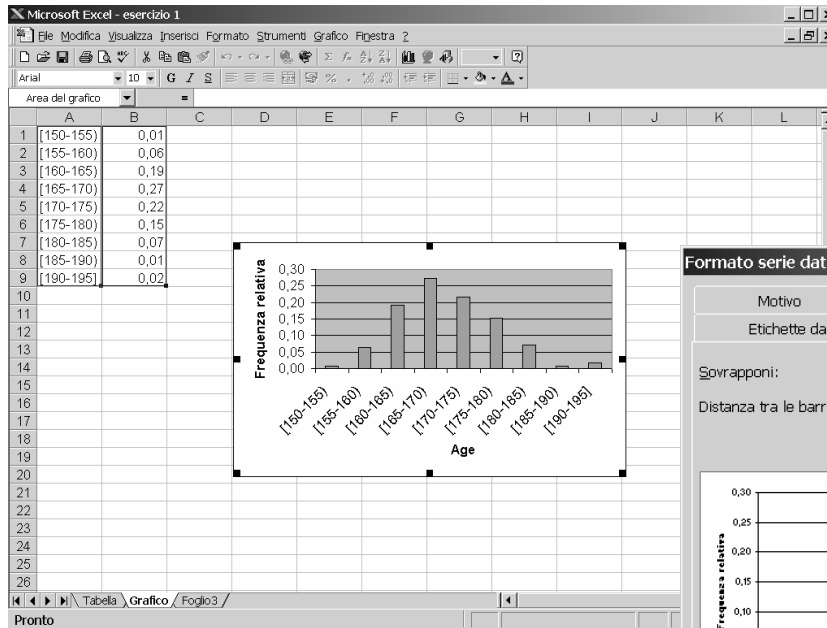 Microsoft Excel - esercizio 1
File Modifica Visualizza Inserisci Formato Strumenti Grafico Finestra ?
Arial 10 G I S
Area del grafico =
A B C D E F G H I J K L
1 [150-155) 0,01
2 [155-160) 0,06
3 [160-165) 0,19
4 [165-170) 0,27
5 [170-175) 0,22
6 [175-180) 0,15
7 [180-185) 0,07
8 [185-190) 0,01
9 [190-195] 0,02
10
11
12
13
14
15
16
17
18
19
20
21
22
23
24
25
26
Frequenza relativa
0,30
0,25
0,20
0,15
0,10
0,05
0,00
[150-155) [155-160) [160-165) [165-170) [170-175) [175-180) [180-185) [185-190) [190-195]
Age
Formato serie dat
Motivo
Etichette da
Sovrapponi:
Distanza tra le barr
0,30
0,25
0,20
0,15
0,10
Frequenza relativa
Tabella Grafico Foglio3
Pronto